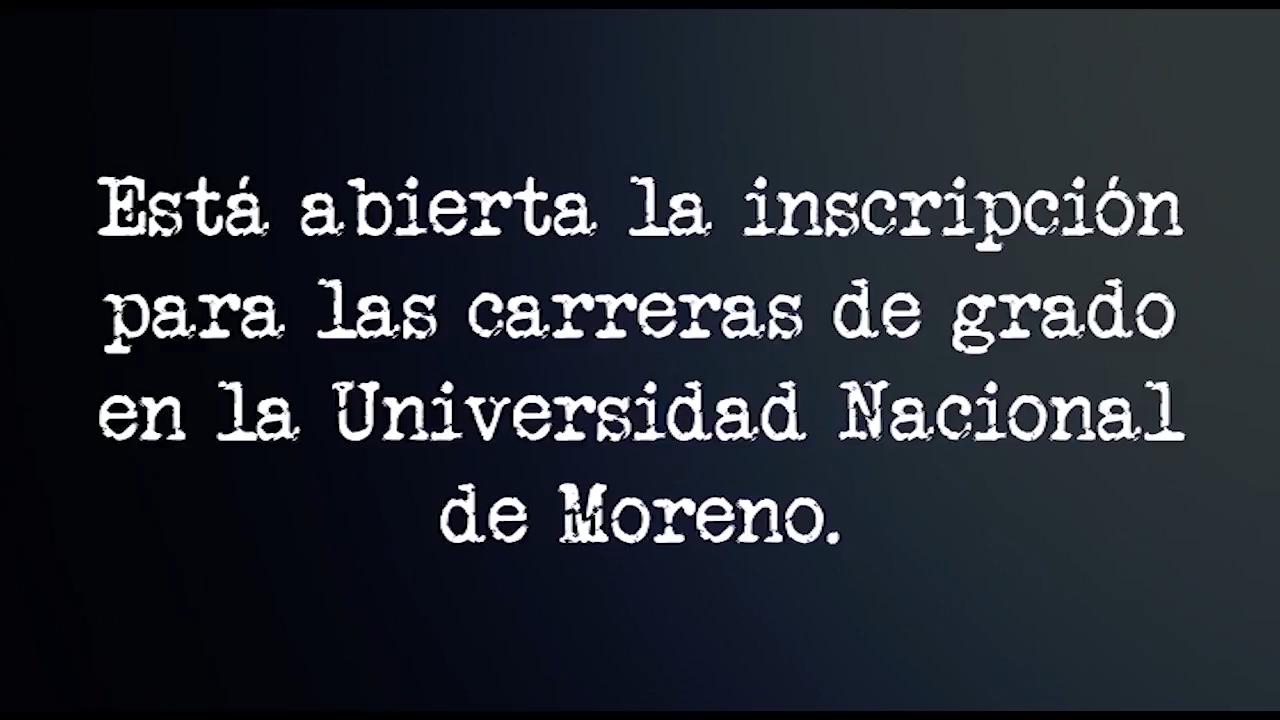 Está abierta la inscripción
para las carreras de grado
en la Universidad Nacional
de Moreno.